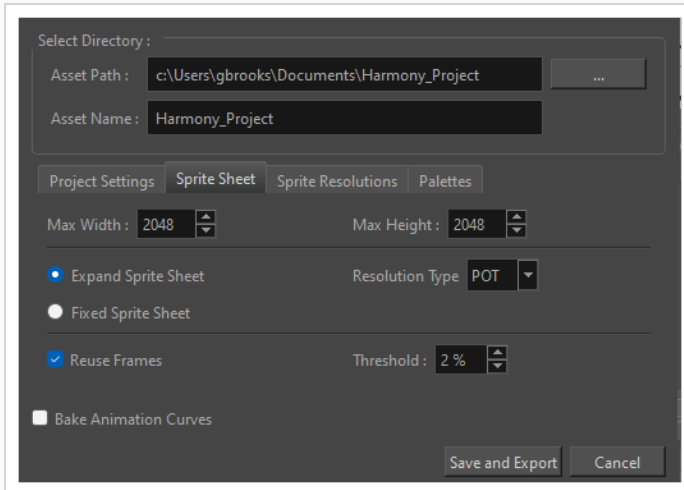 Select Directory :
Asset Path : c:\Users\gbrooks\Documents\Harmony_Project ...
Asset Name : Harmony_Project
Project Settings Sprite Sheet Sprite Resolutions Palettes
Max Width : 2048 Max Height : 2048
Expand Sprite Sheet Resolution Type POT
Fixed Sprite Sheet
Reuse Frames Threshold : 2 %
Bake Animation Curves
Save and Export Cancel